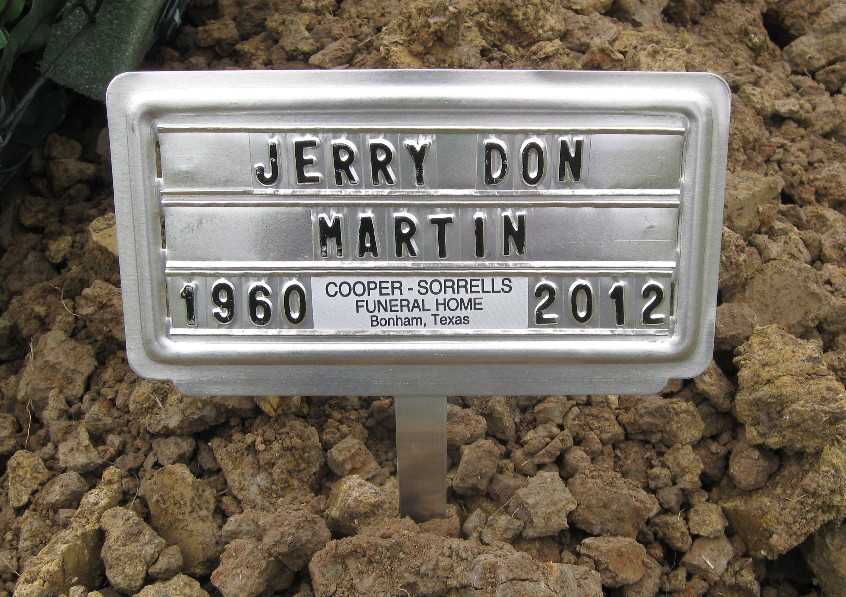 JERRY DON
MARTIN
1960 COOPER - SORRELLS 2012
FUNERAL HOME
Bonham, Texas